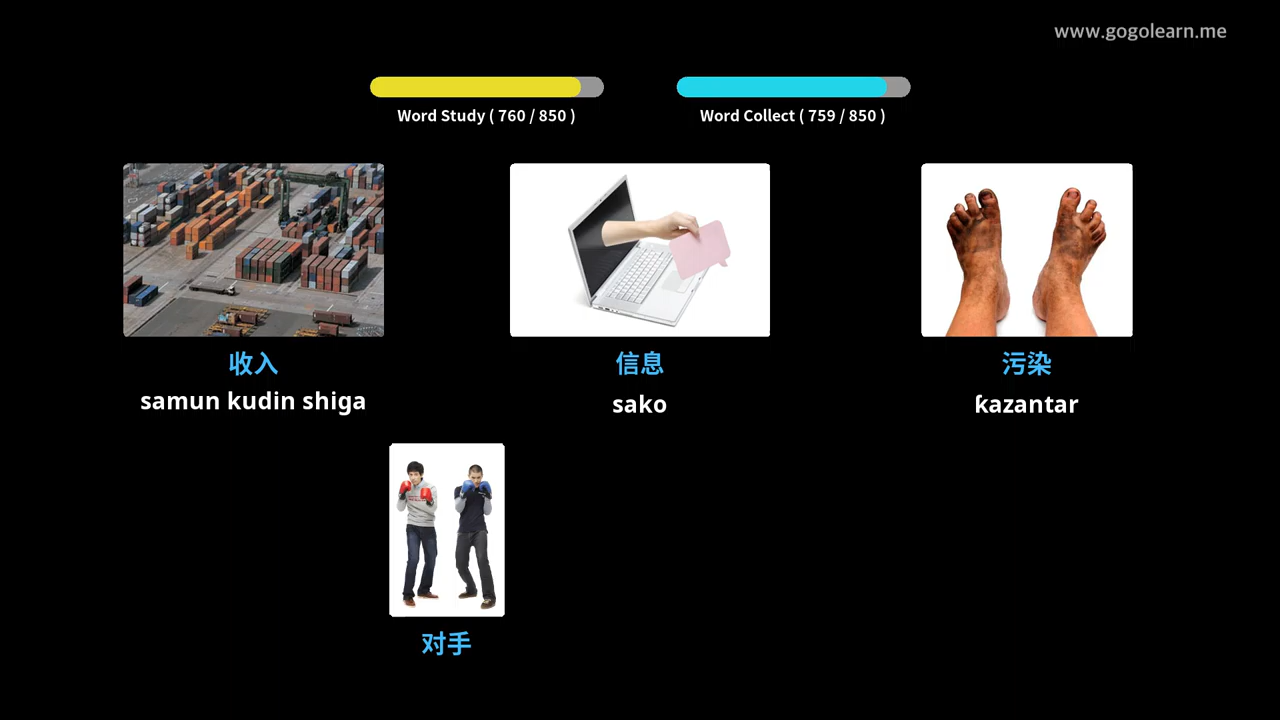 www.gogolearn.me
Word Study ( 760 / 850 )
Word Collect ( 759 / 850 )
收入
信息
污染
samun kudin shiga
sako
ƙazantar
对手